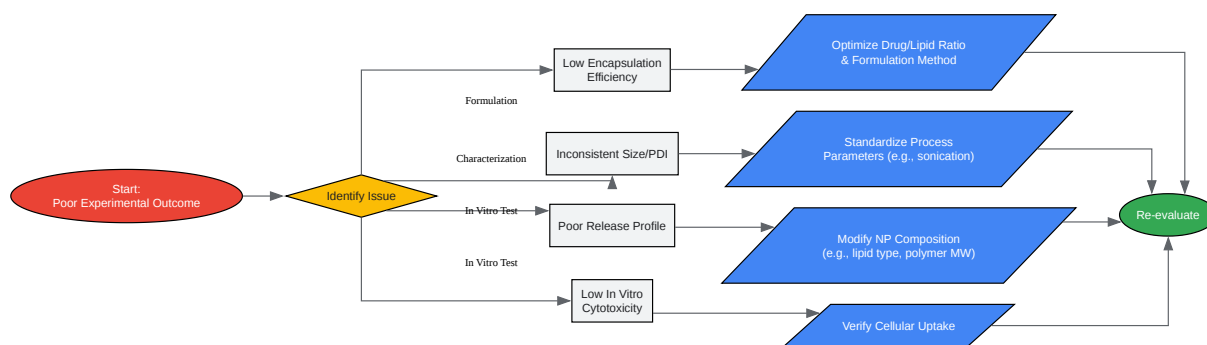 Start:
Poor Experimental Outcome
Identify Issue
Formulation
Characterization
In Vitro Test
In Vitro Test
Low Encapsulation
Efficiency
Inconsistent Size/PDI
Poor Release Profile
Low In Vitro
Cytotoxicity
Optimize Drug/Lipid Ratio
& Formulation Method
Standardize Process
Parameters (e.g., sonication)
Modify NP Composition
(e.g., lipid type, polymer MW)
Verify Cellular Uptake
Re-evaluate